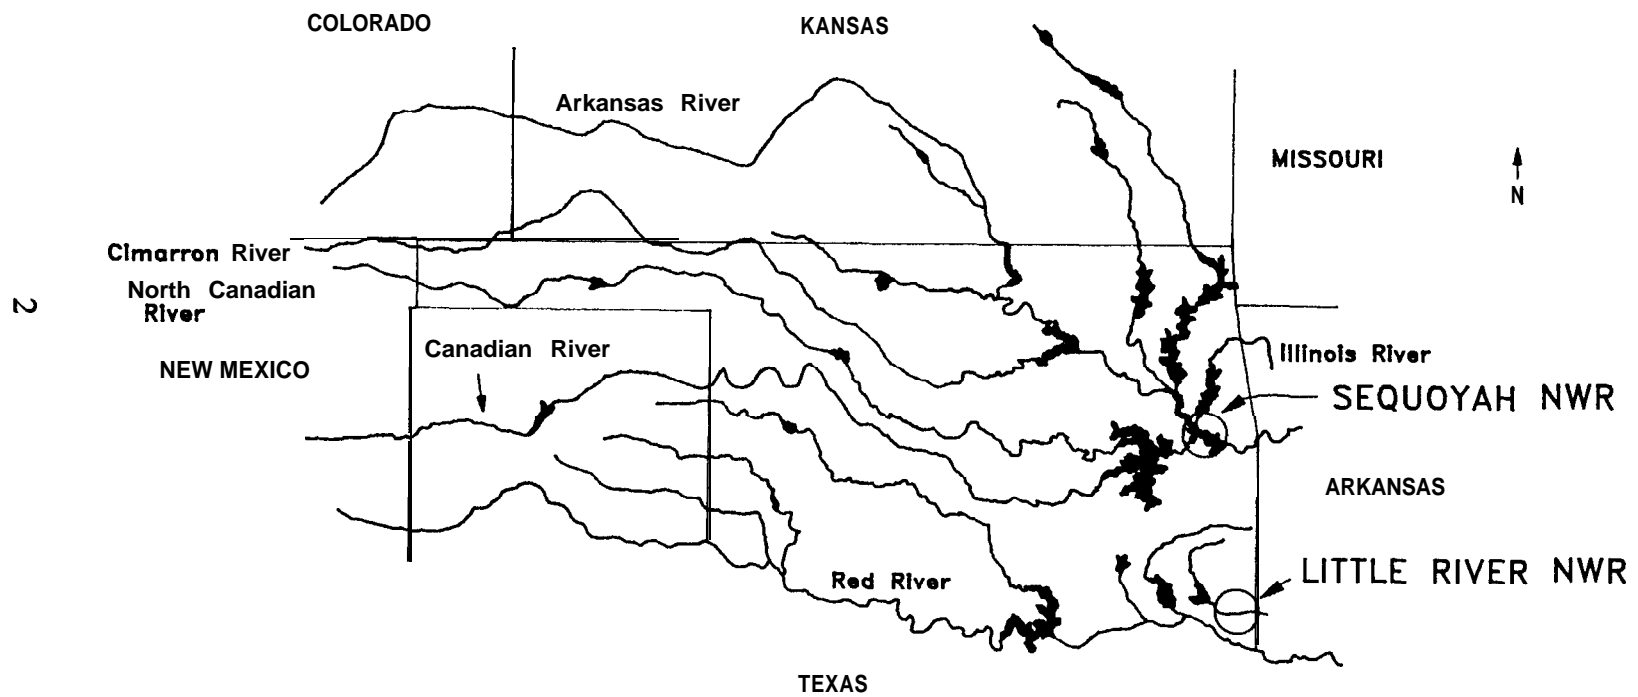 COLORADO
KANSAS
Arkansas River
MISSOURI
N
Cimarron River
North Canadian
River
2
NEW MEXICO
Canadian River
Illinois River
SEQUOYAH NWR
ARKANSAS
Red River
LITTLE RIVER NWR
TEXAS